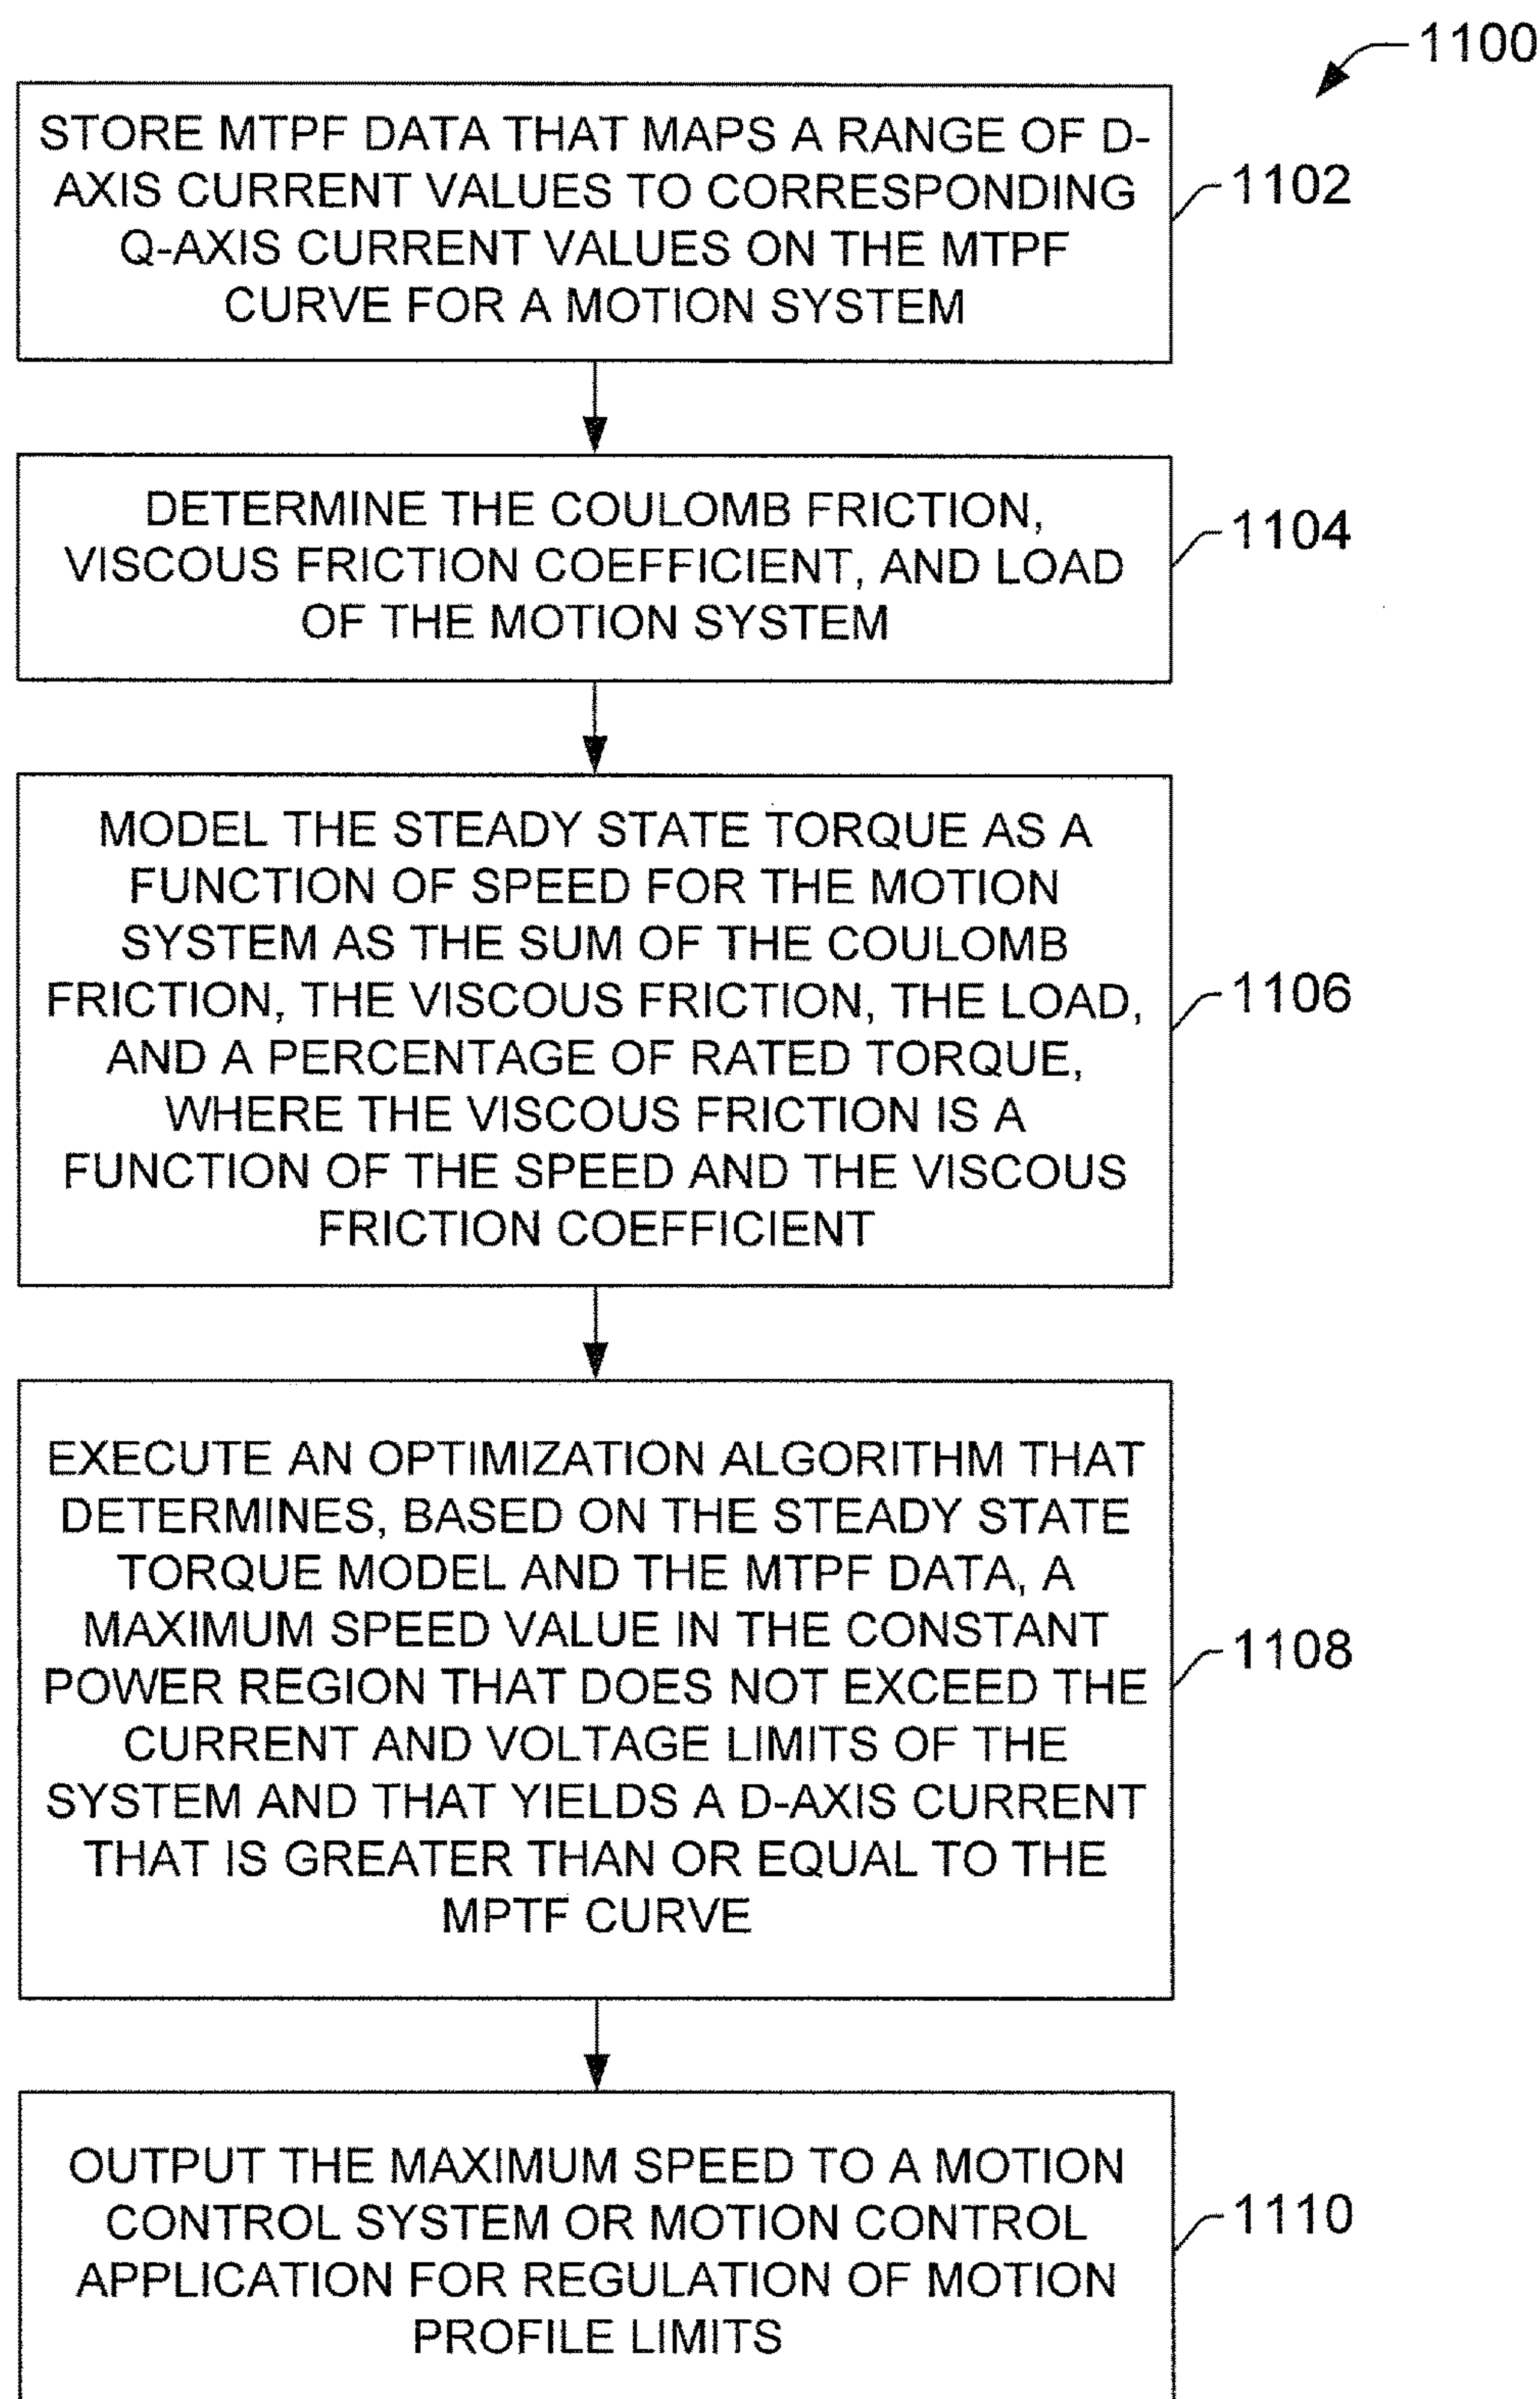 1100
STORE MTPF DATA THAT MAPS A RANGE OF D-
AXIS CURRENT VALUES TO CORRESPONDING
Q-AXIS CURRENT VALUES ON THE MTPF
CURVE FOR A MOTION SYSTEM
1102
DETERMINE THE COULOMB FRICTION,
VISCOUS FRICTION COEFFICIENT, AND LOAD
OF THE MOTION SYSTEM
1104
MODEL THE STEADY STATE TORQUE AS A
FUNCTION OF SPEED FOR THE MOTION
SYSTEM AS THE SUM OF THE COULOMB
FRICTION, THE VISCOUS FRICTION, THE LOAD,
AND A PERCENTAGE OF RATED TORQUE,
WHERE THE VISCOUS FRICTION IS A
FUNCTION OF THE SPEED AND THE VISCOUS
FRICTION COEFFICIENT
1106
EXECUTE AN OPTIMIZATION ALGORITHM THAT
DETERMINES, BASED ON THE STEADY STATE
TORQUE MODEL AND THE MTPF DATA, A
MAXIMUM SPEED VALUE IN THE CONSTANT
POWER REGION THAT DOES NOT EXCEED THE
CURRENT AND VOLTAGE LIMITS OF THE
SYSTEM AND THAT YIELDS A D-AXIS CURRENT
THAT IS GREATER THAN OR EQUAL TO THE
MPTF CURVE
1108
OUTPUT THE MAXIMUM SPEED TO A MOTION
CONTROL SYSTEM OR MOTION CONTROL
APPLICATION FOR REGULATION OF MOTION
PROFILE LIMITS
1110